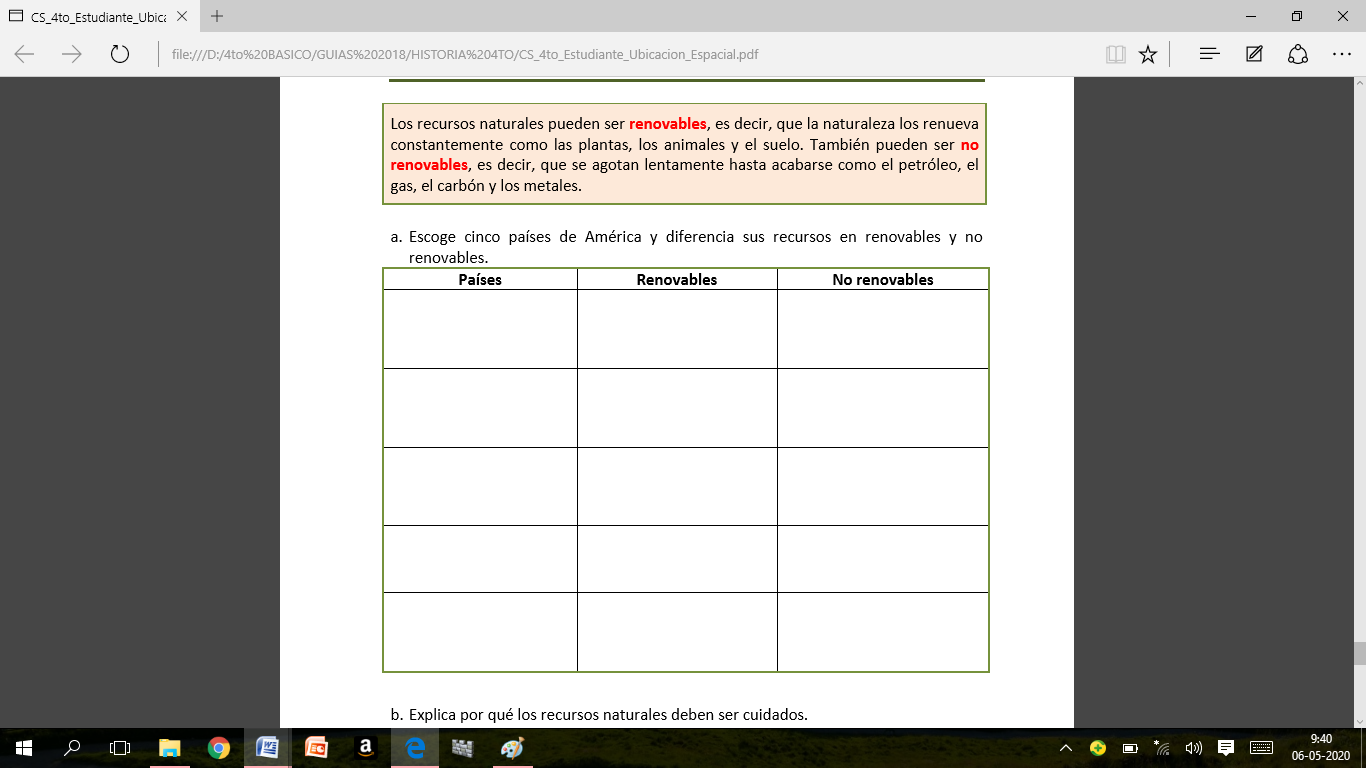 CS_4to_Estudiante_Ubica
file:///D:/4to%20BASICO/GUIAS%202018/HISTORIA%204TO/CS_4to_Estudiante_Ubicacion_Espacial.pdf
Los recursos naturales pueden ser renovables, es decir, que la naturaleza los renueva
constantemente como las plantas, los animales y el suelo. También pueden ser no
renovables, es decir, que se agotan lentamente hasta acabarse como el petróleo, el
gas, el carbón y los metales.
a. Escoge cinco países de América y diferencia sus recursos en renovables y no
renovables.
Países Renovables No renovables
b. Explica por qué los recursos naturales deben ser cuidados.
9:40
06-05-2020